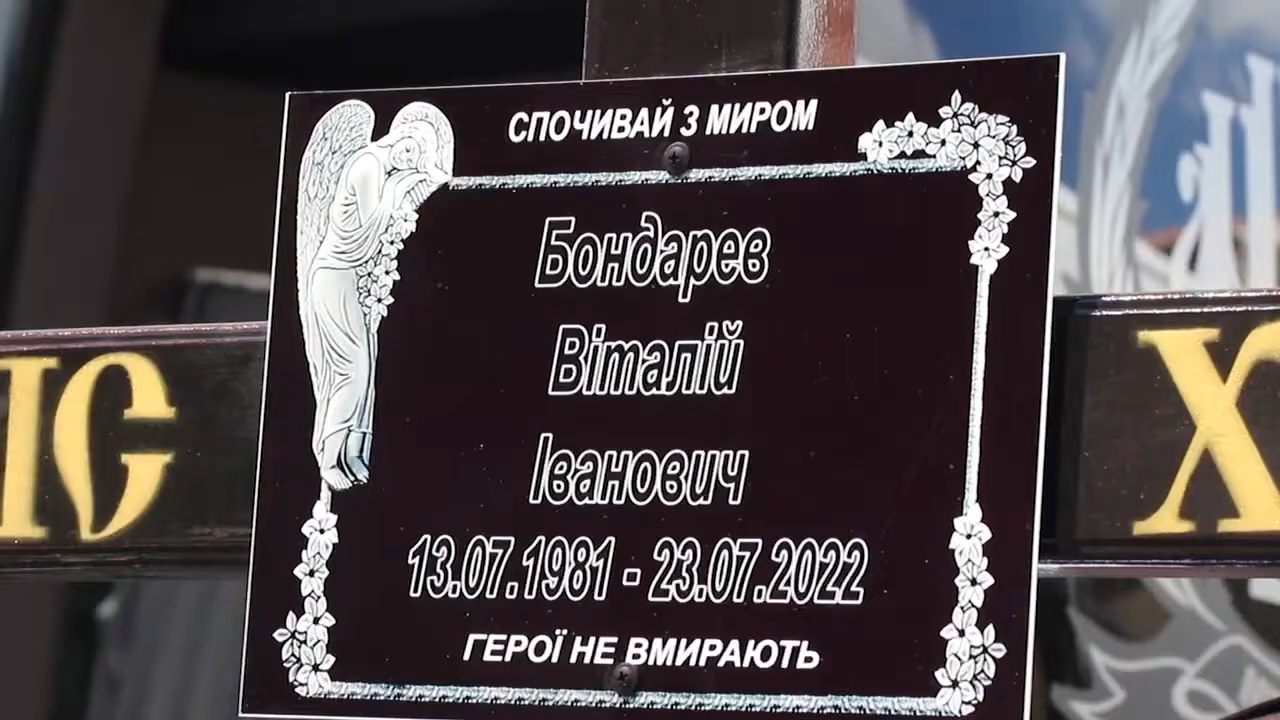 СПОЧИВАЙ З МИРОМ
Бондарев
Віталій
Іванович
13.07.1981 - 23.07.2022
ГЕРОЇ НЕ ВМИРАЮТЬ
ІС Х